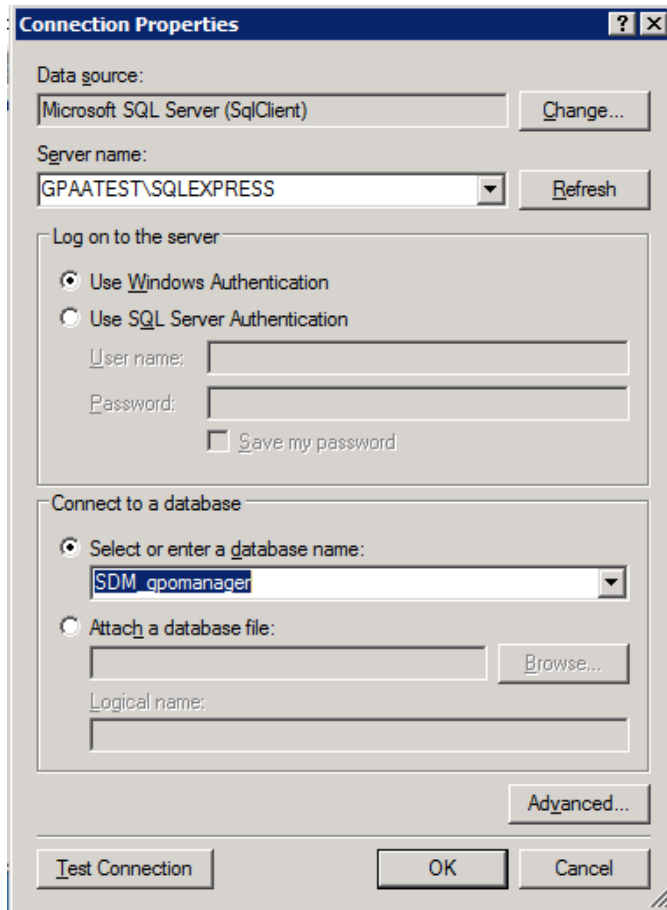 Connection Properties
Data source:
Microsoft SQL Server (SqlClient)
Change...
Server name:
GPAATEST\SQLEXPRESS
Refresh
Log on to the server
Use Windows Authentication
Use SQL Server Authentication
User name:
Password:
Save my password
Connect to a database
Select or enter a database name:
SDM_gpomanager
Attach a database file:
Browse...
Logical name:
Advanced...
Test Connection
OK
Cancel